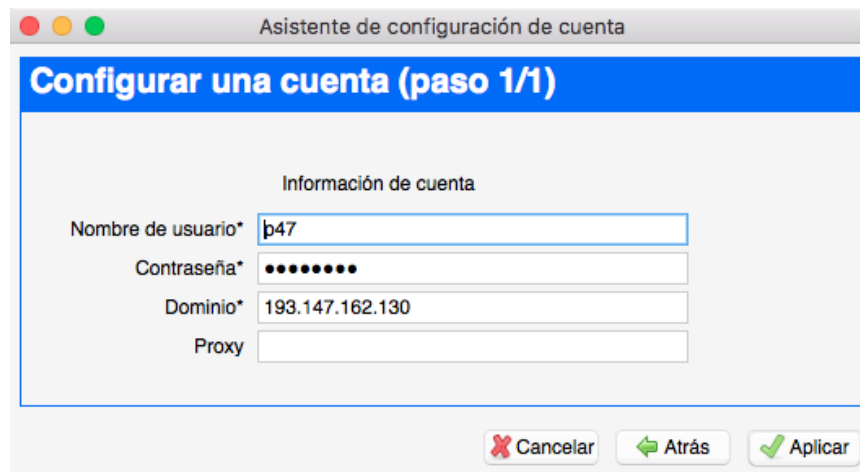 Asistente de configuración de cuenta
Configurar una cuenta (paso 1/1)
Información de cuenta
Nombre de usuario* p47
Contraseña* ●●●●●●●●
Dominio* 193.147.162.130
Proxy
Cancelar Atrás Aplicar